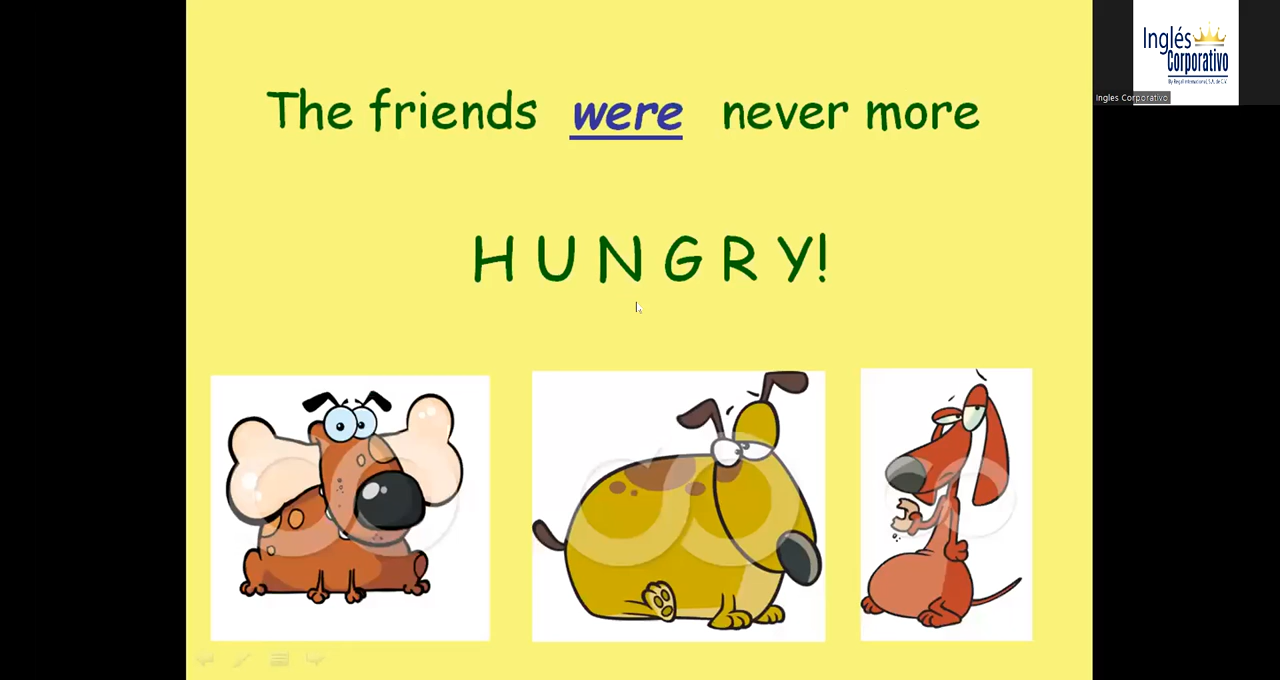 The friends were never more
H U N G R Y!
Inglés
Corporativo
Ingles Corporativo